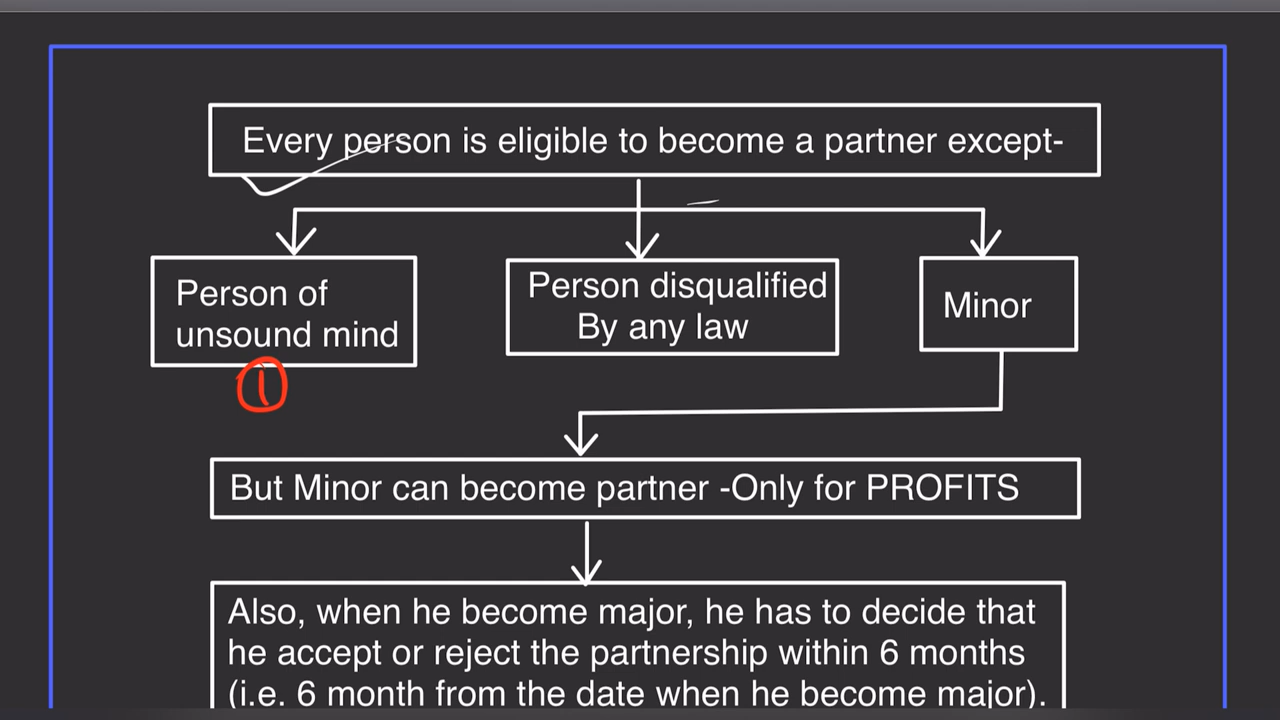 Every person is eligible to become a partner except-
Person of
unsound mind
Person disqualified
By any law
Minor
1
But Minor can become partner -Only for PROFITS
Also, when he become major, he has to decide that
he accept or reject the partnership within 6 months
(i.e. 6 month from the date when he become major).